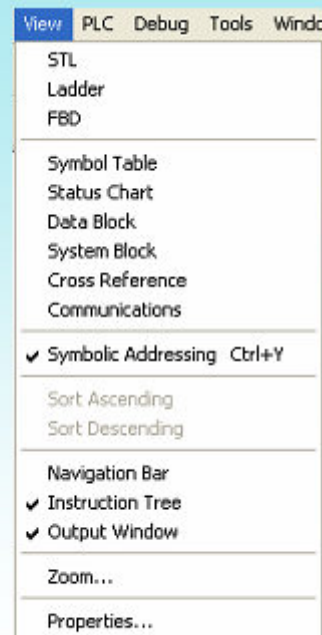 View PLC Debug Tools
STL
Ladder
FBD
Symbol Table
Status Chart
Data Block
System Block
Cross Reference
Communications
Symbolic Addressing Ctrl+Y
Sort Ascending
Sort Descending
Navigation Bar
Instruction Tree
Output Window
Zoom...
Properties...